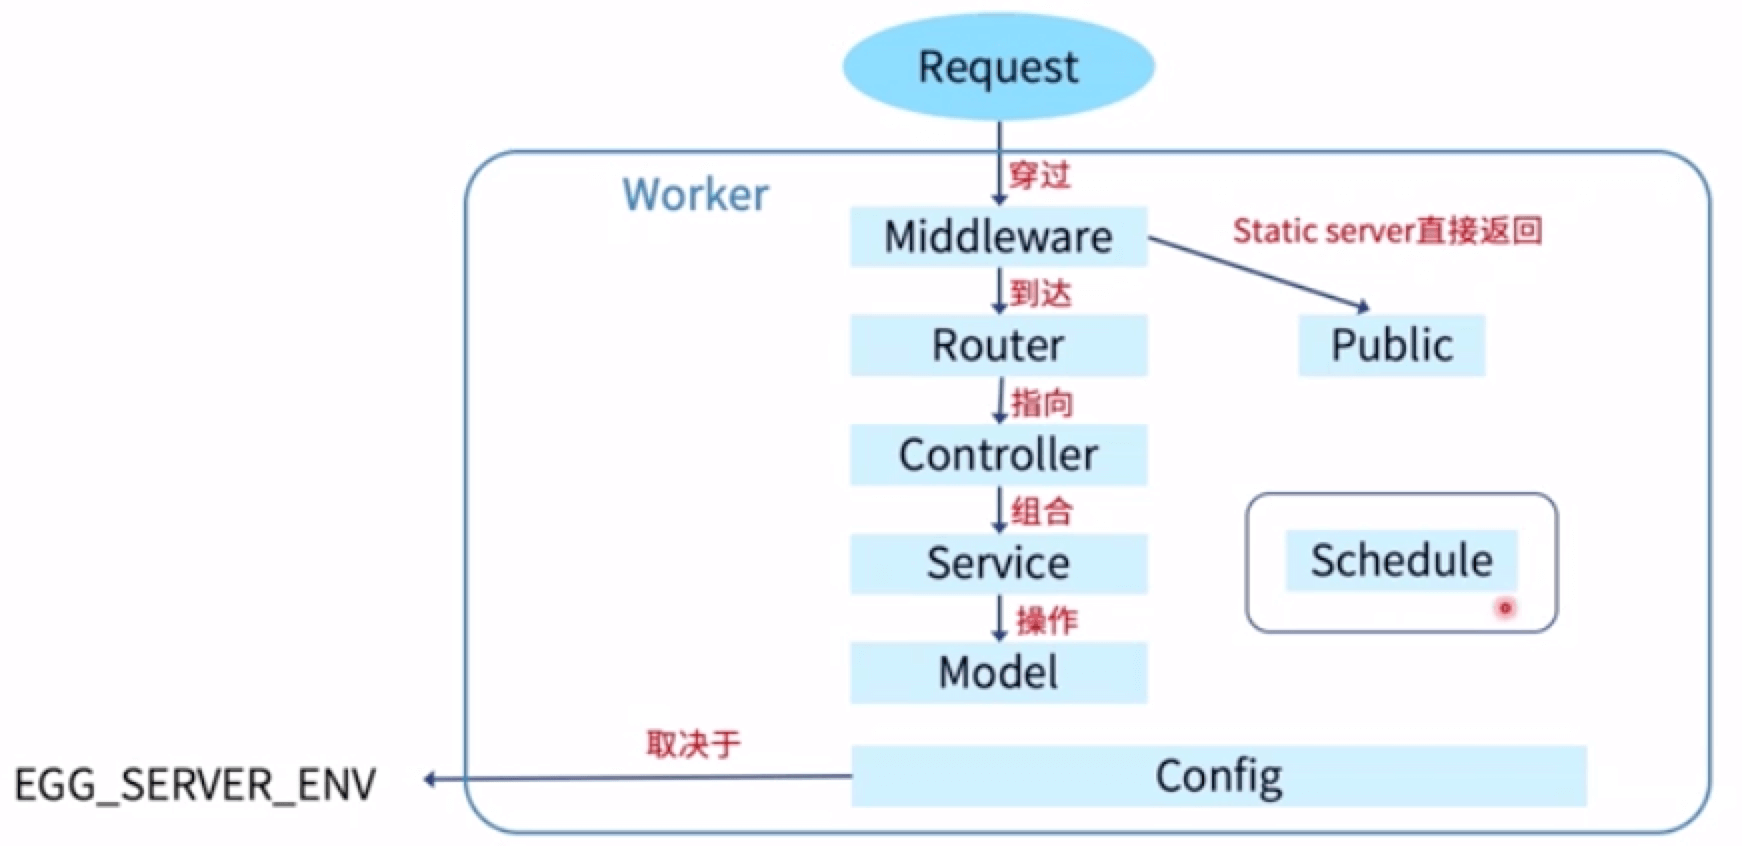 Request
穿过
Worker
Middleware
Static server直接返回
到达
Router
Public
指向
Controller
组合
Service
Schedule
操作
Model
取决于
EGG_SERVER_ENV
Config